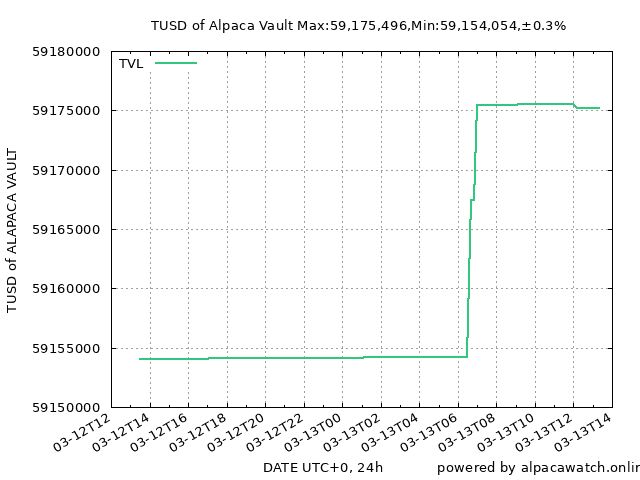 TUSD of Alpaca Vault Max:59,175,496,Min:59,154,054,±0.3%
TVL
59180000
59175000
59170000
59165000
59160000
59155000
59150000
TUSD of ALAPACA VAULT
03-12T12
03-12T14
03-12T16
03-12T18
03-12T20
03-12T22
03-13T00
03-13T02
03-13T04
03-13T06
03-13T08
03-13T10
03-13T12
03-13T14
DATE UTC+0, 24h
powered by alpacawatch.onlin